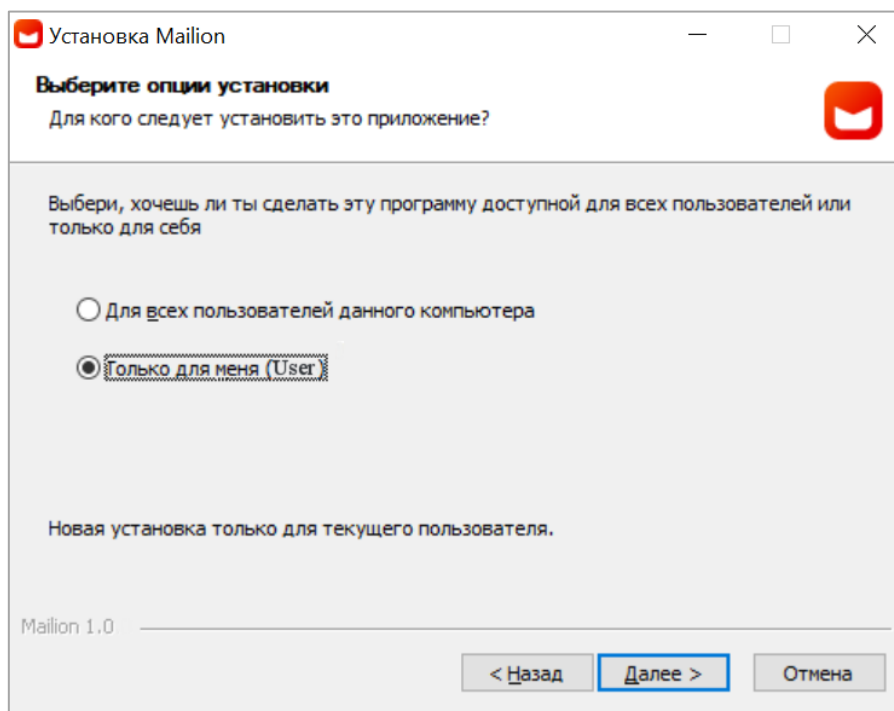 Установка Mailion
Выберите опции установки
Для кого следует установить это приложение?
Выбери, хочешь ли ты сделать эту программу доступной для всех пользователей или
только для себя
Для всех пользователей данного компьютера
Только для меня (User)
Новая установка только для текущего пользователя.
Mailion 1.0
< Назад
Далее >
Отмена